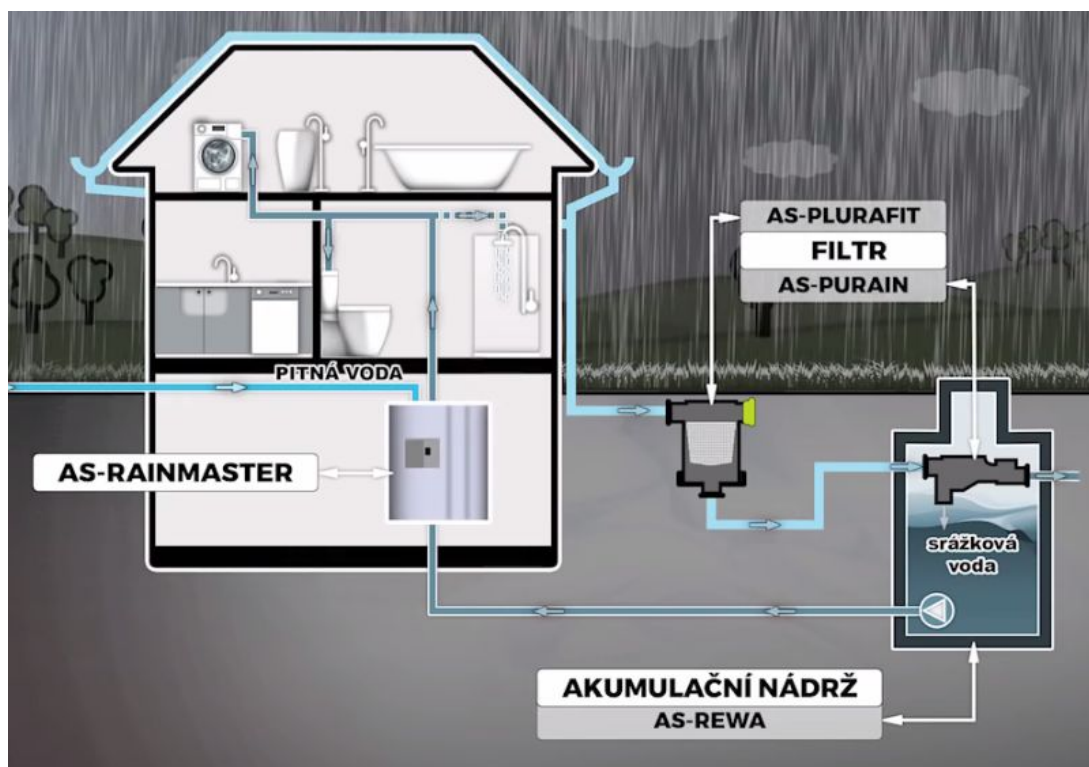 AS-PLURAFIT
FILTR
AS-PURAIN
PITNÁ VODA
AS-RAINMASTER
srážková
voda
AKUMULAČNÍ NÁDRŽ
AS-REWA